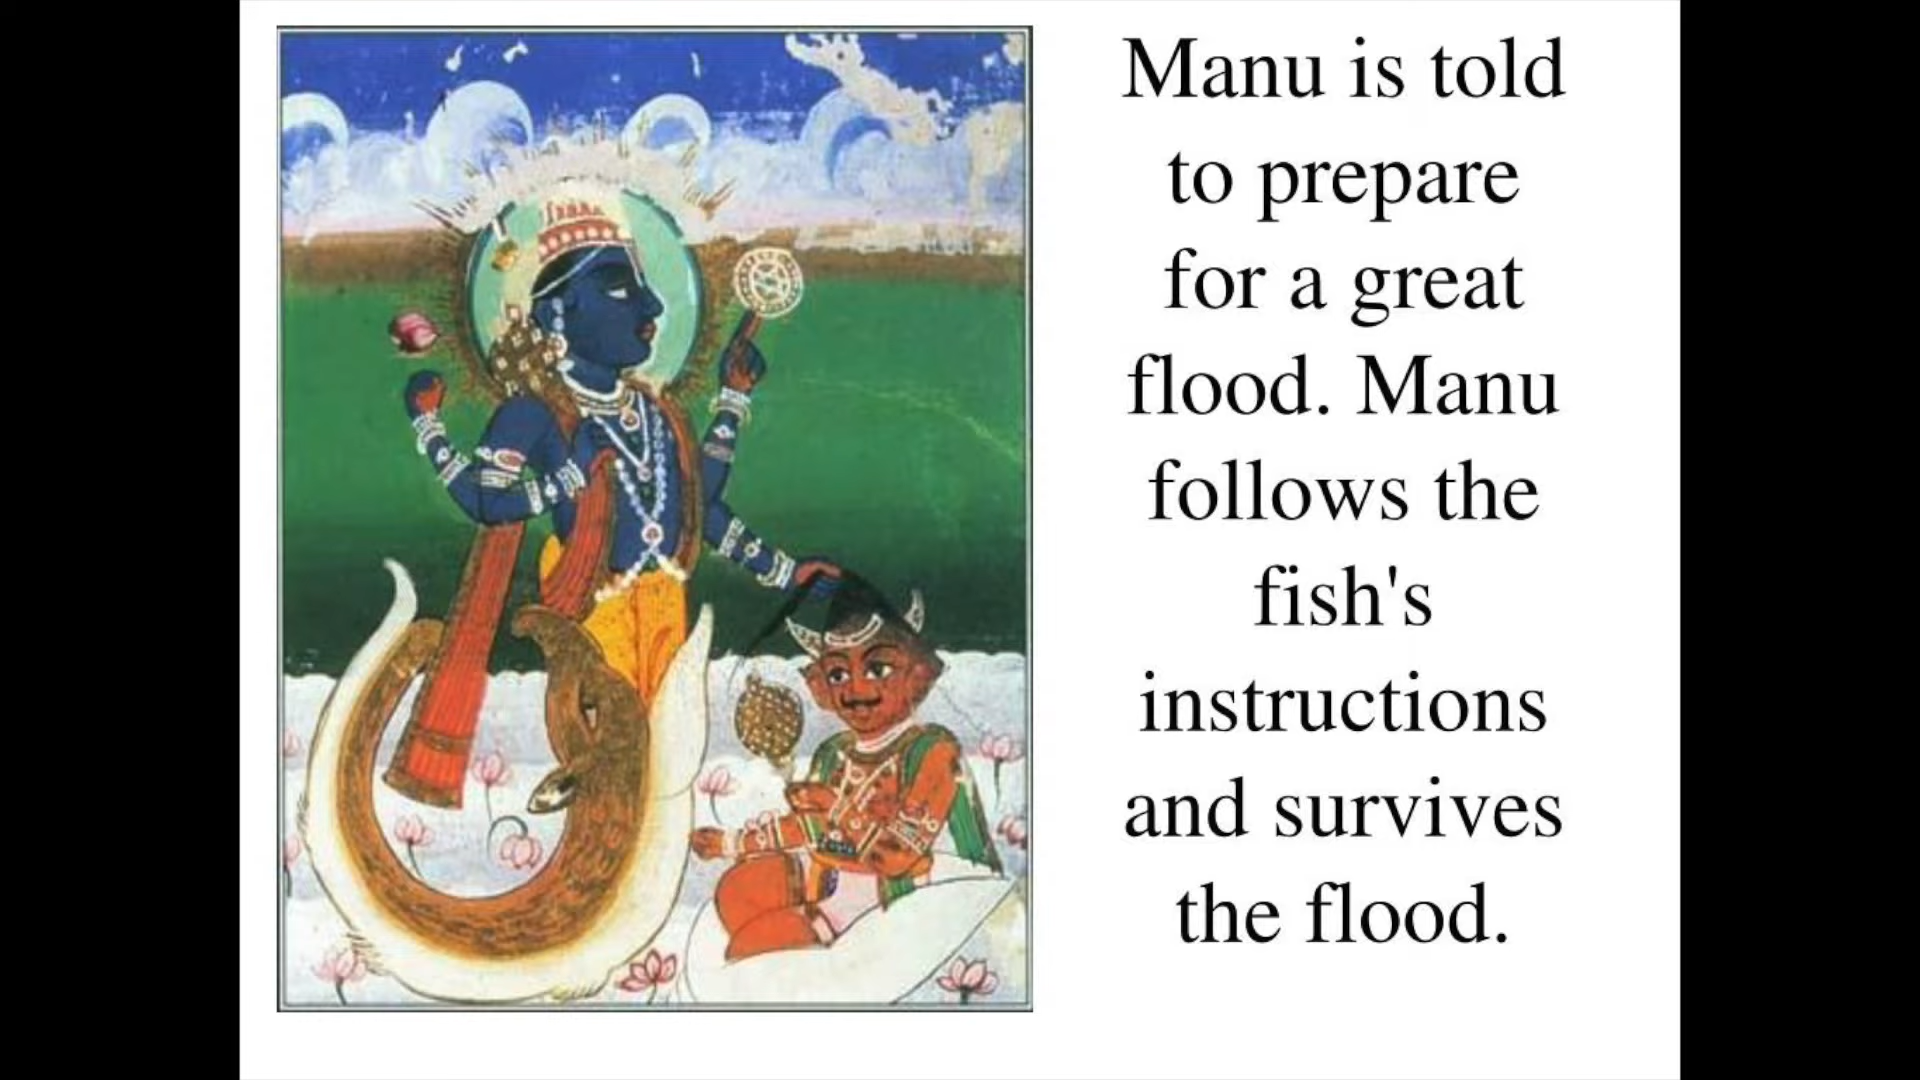 Manu is told
to prepare
for a great
flood. Manu
follows the
fish's
instructions
and survives
the flood.